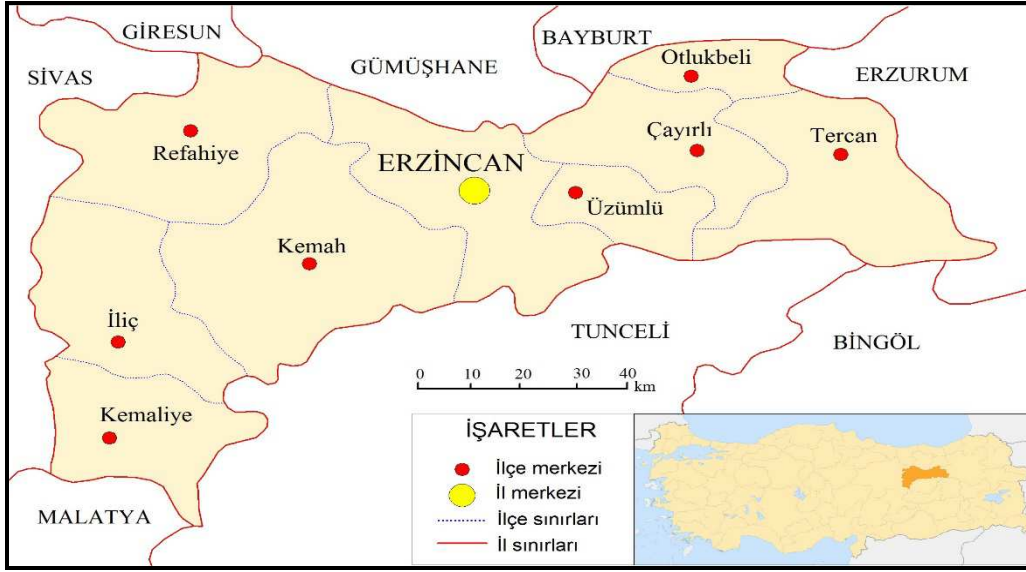 GİRESUN
SİVAS
GÜMÜŞHANE
BAYBURT
ERZURUM
Otlukbeli
Refahiye
ERZİNCAN
Çayırlı
Tercan
Üzümlü
Kemah
İliç
Kemaliye
TUNCELİ
BİNGÖL
MALATYA
0 10 20 30 40
km
İŞARETLER
İlçe merkezi
İl merkezi
İlçe sınırları
İl sınırları